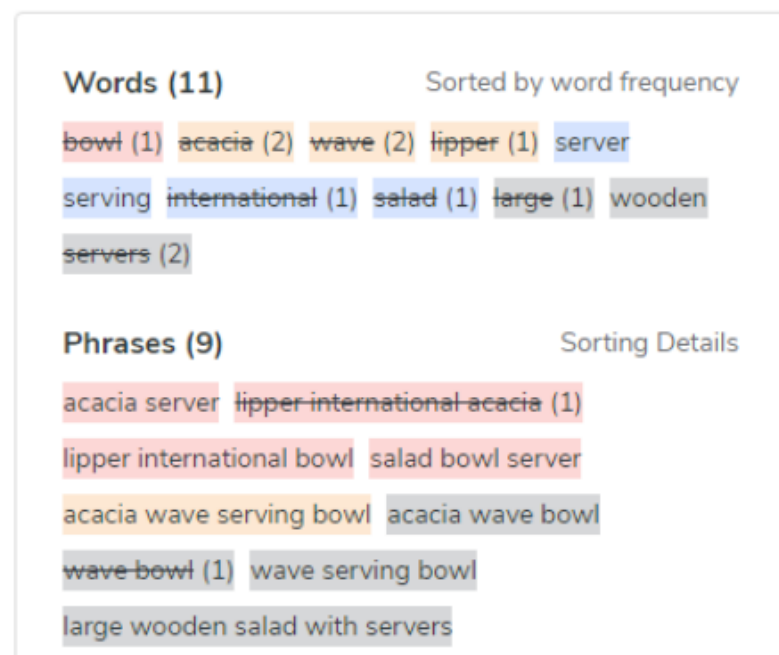 Words (11) Sorted by word frequency
bowl (1) acacia (2) wave (2) lipper (1) server
serving international (1) salad (1) large (1) wooden
servers (2)
Phrases (9) Sorting Details
acacia server lipper international acacia (1)
lipper international bowl salad bowl server
acacia wave serving bowl acacia wave bowl
wave bowl (1) wave serving bowl
large wooden salad with servers